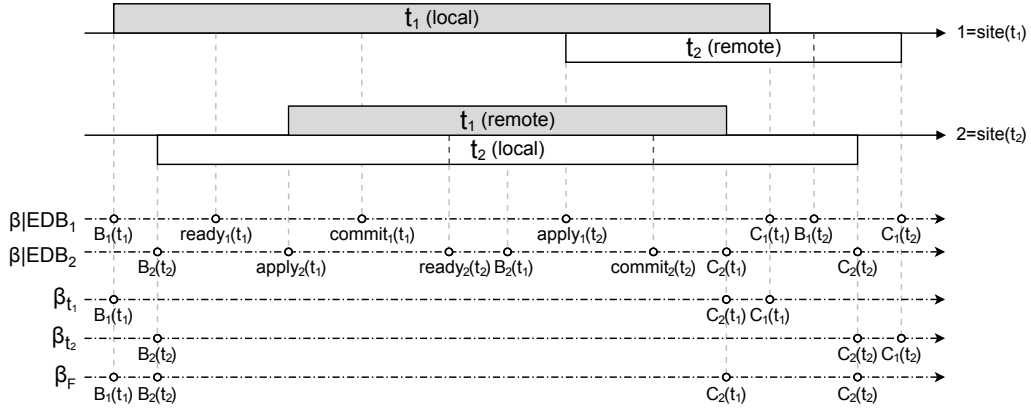 t₁ (local)
1=site(t₁)
t₂ (remote)
t₁ (remote)
2=site(t₂)
t₂ (local)
β|EDB₁
B₁(t₁) ready₁(t₁) commit₁(t₁) apply₁(t₂) C₁(t₁) B₁(t₂) C₁(t₂)
β|EDB₂
B₂(t₂) apply₂(t₁) ready₂(t₂) B₂(t₁) commit₂(t₂) C₂(t₁) C₂(t₂)
βt₁
B₁(t₁) C₂(t₁) C₁(t₁)
βt₂
B₂(t₂) C₂(t₂) C₁(t₂)
βF
B₁(t₁) B₂(t₂) C₂(t₁) C₂(t₂)